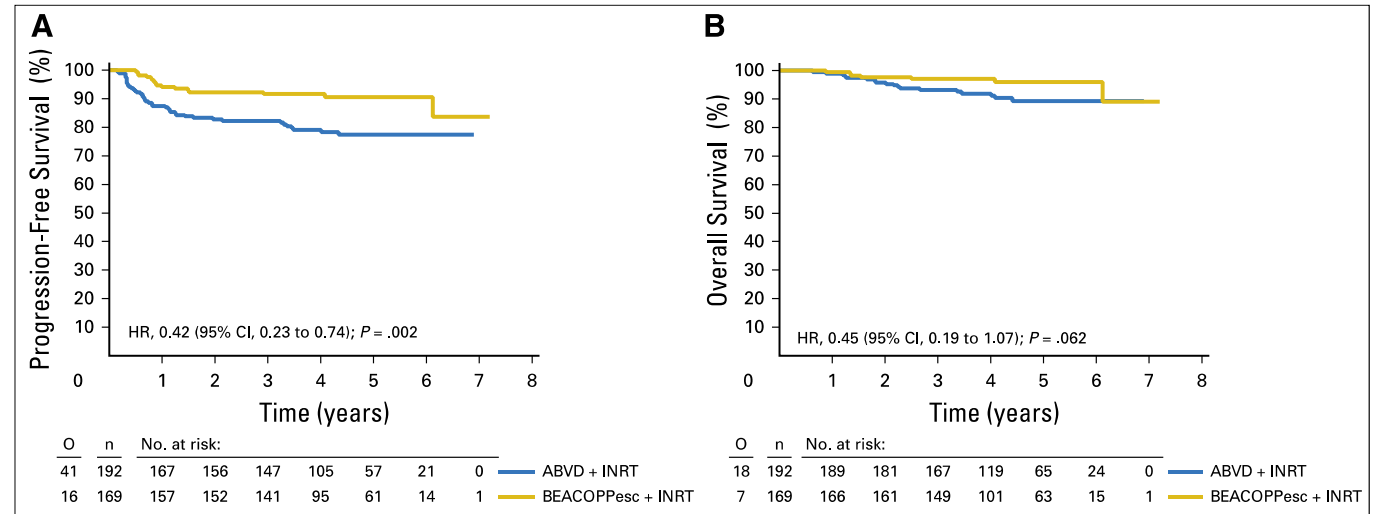 A
Progression-Free Survival (%)
100
90
80
70
60
50
40
30
20
10
HR, 0.42 (95% CI, 0.23 to 0.74); P = .002
0 1 2 3 4 5 6 7 8
Time (years)
O n No. at risk:
41 192 167 156 147 105 57 21 0 ABVD + INRT
16 169 157 152 141 95 61 14 1 BEACOPPesc + INRT
B
Overall Survival (%)
100
90
80
70
60
50
40
30
20
10
HR, 0.45 (95% CI, 0.19 to 1.07); P = .062
0 1 2 3 4 5 6 7 8
Time (years)
O n No. at risk:
18 192 189 181 167 119 65 24 0 ABVD + INRT
7 169 166 161 149 101 63 15 1 BEACOPPesc + INRT